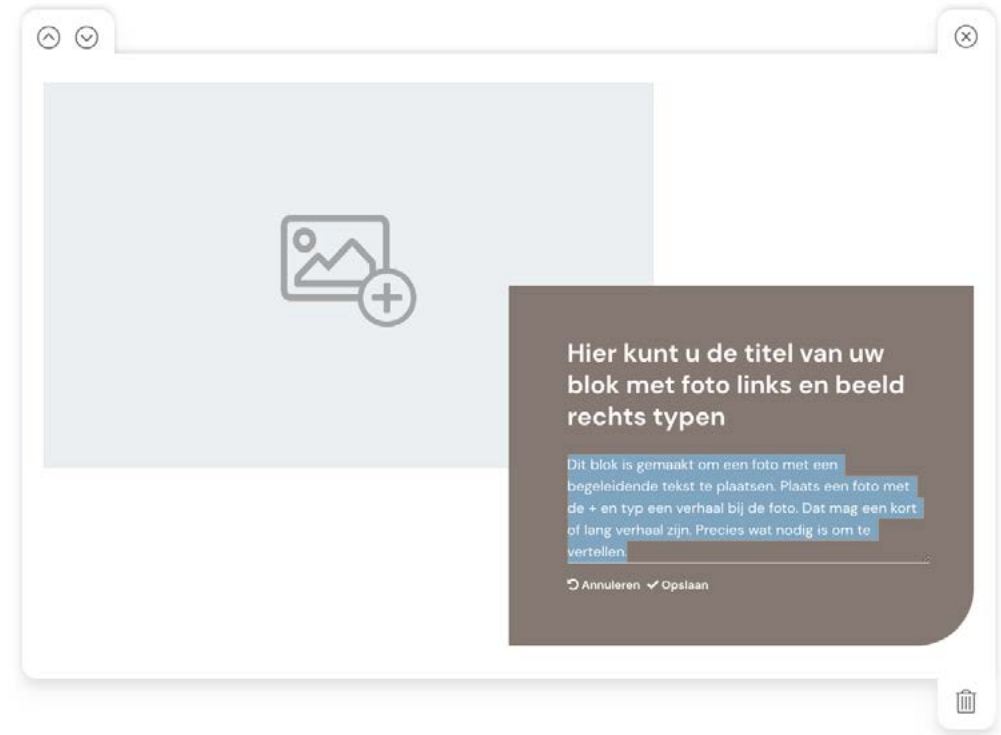 Hier kunt u de titel van uw
blok met foto links en beeld
rechts typen
Dit blok is gemaakt om een foto met een
begeleidende tekst te plaatsen. Plaats een foto met
de + en typ een verhaal bij de foto. Dat mag een kort
of lang verhaal zijn. Precies wat nodig is om te
vertellen.
Annuleren Opslaan